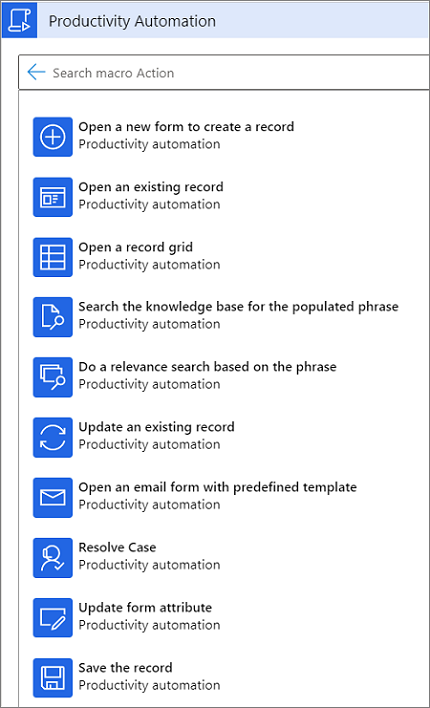 Productivity Automation
Search macro Action
Open a new form to create a record
Productivity automation
Open an existing record
Productivity automation
Open a record grid
Productivity automation
Search the knowledge base for the populated phrase
Productivity automation
Do a relevance search based on the phrase
Productivity automation
Update an existing record
Productivity automation
Open an email form with predefined template
Productivity automation
Resolve Case
Productivity automation
Update form attribute
Productivity automation
Save the record
Productivity automation